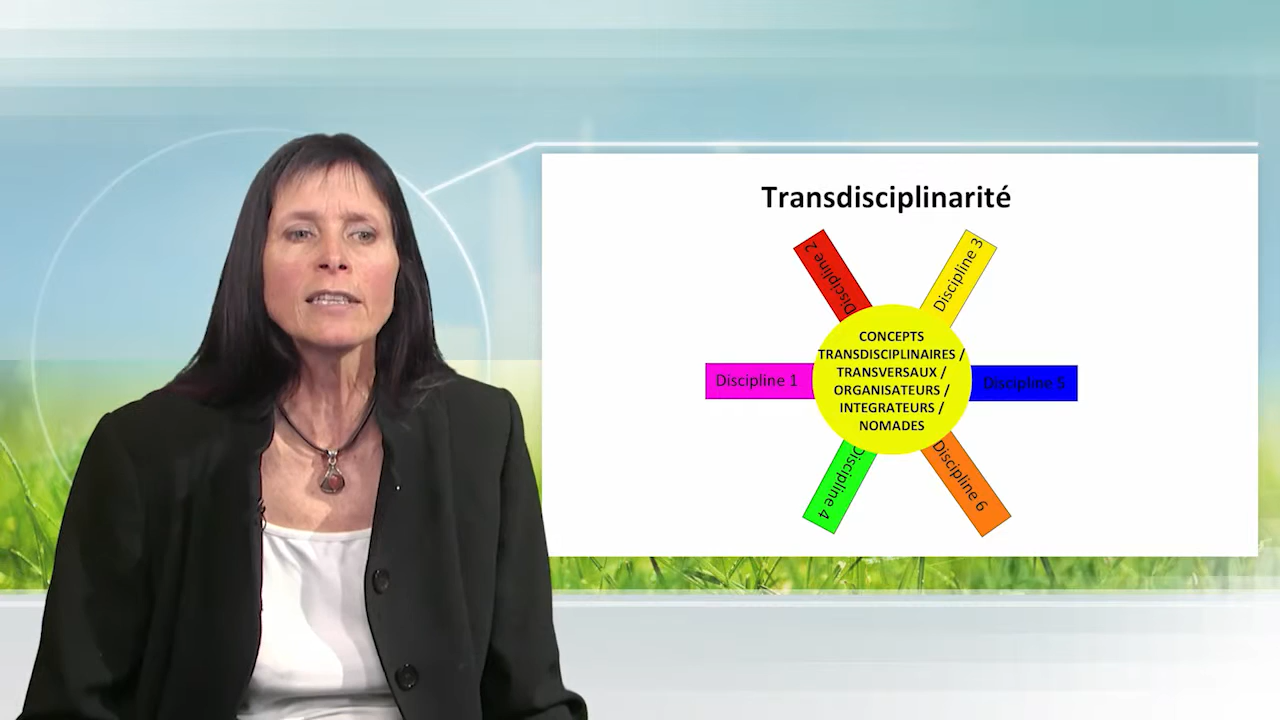 Transdisciplinarité
Discipline 2
Discipline 3
CONCEPTS
TRANSDISCIPLINAIRES /
TRANSVERSAUX /
ORGANISATEURS /
INTEGRATEURS /
NOMADES
Discipline 1
Discipline 5
Discipline 4
Discipline 6